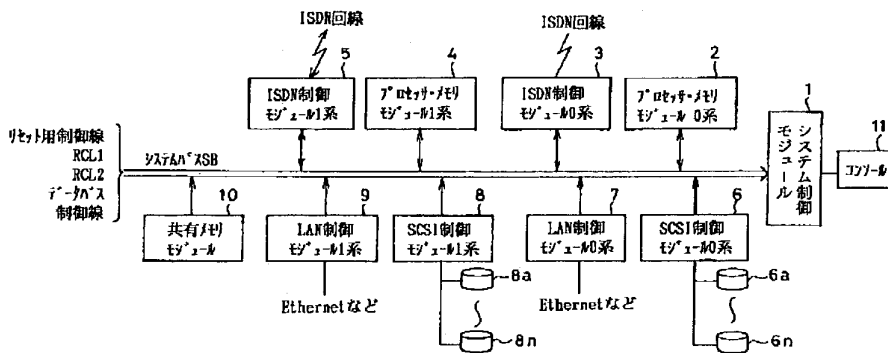 ISDN回線
ISDN回線
5
4
3
2
ISDN制御
モジュール1系
プロセッサ・メモリ
モジュール1系
ISDN制御
モジュール0系
プロセッサ・メモリ
モジュール 0系
1
システム制御
モジュール
11
コンソール
リセット用制御線
RCL1
RCL2
データバス
制御線
システムバスSB
10
9
8
7
6
共有メモリ
モジュール
LAN制御
モジュール1系
SCSI制御
モジュール1系
LAN制御
モジュール0系
SCSI制御
モジュール0系
8a
6a
Ethernetなど
Ethernetなど
8n
6n